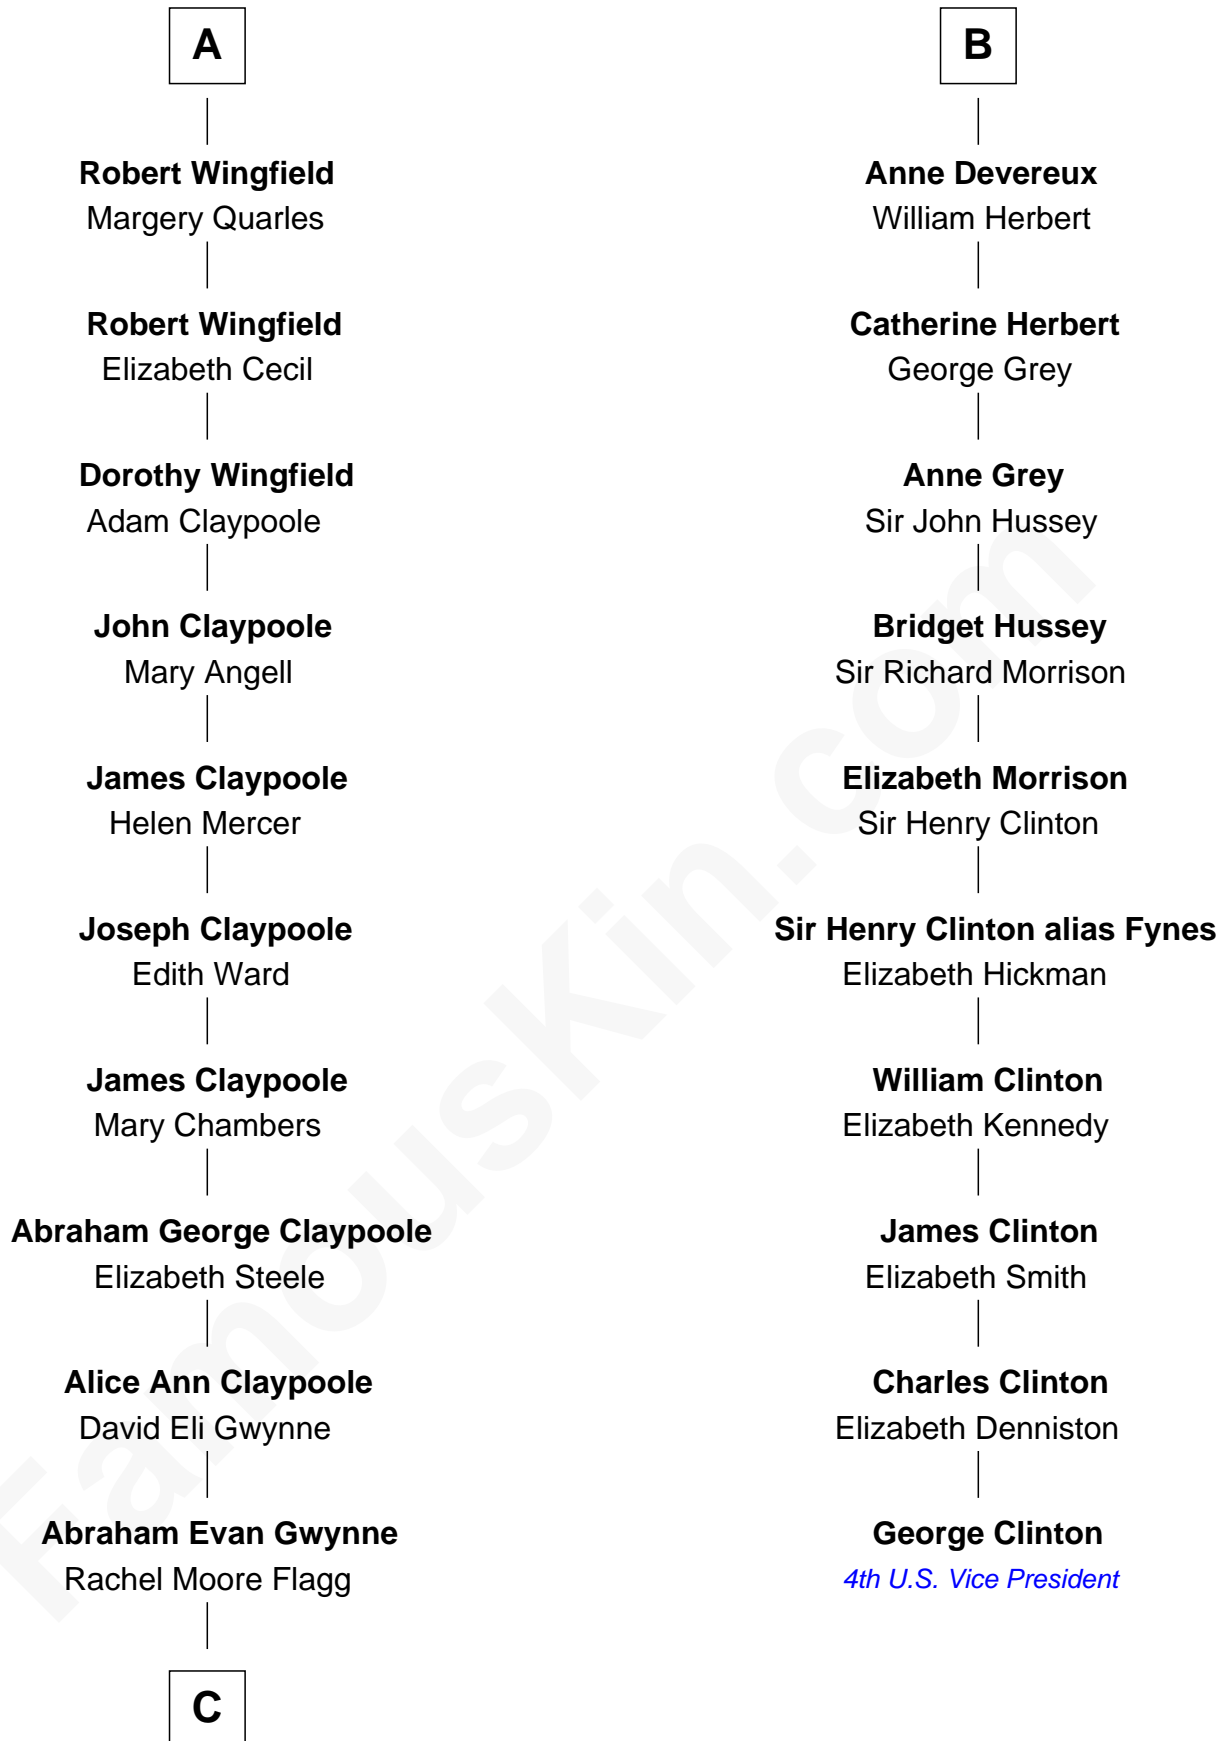 A
Robert Wingfield
Margery Quarles
Robert Wingfield
Elizabeth Cecil
Dorothy Wingfield
Adam Claypoole
John Claypoole
Mary Angell
James Claypoole
Helen Mercer
Joseph Claypoole
Edith Ward
James Claypoole
Mary Chambers
Abraham George Claypoole
Elizabeth Steele
Alice Ann Claypoole
David Eli Gwynne
Abraham Evan Gwynne
Rachel Moore Flagg
C
B
Anne Devereux
William Herbert
Catherine Herbert
George Grey
Anne Grey
Sir John Hussey
Bridget Hussey
Sir Richard Morrison
Elizabeth Morrison
Sir Henry Clinton
Sir Henry Clinton alias Fynes
Elizabeth Hickman
William Clinton
Elizabeth Kennedy
James Clinton
Elizabeth Smith
Charles Clinton
Elizabeth Denniston
George Clinton
4th U.S. Vice President
FamousKin.com